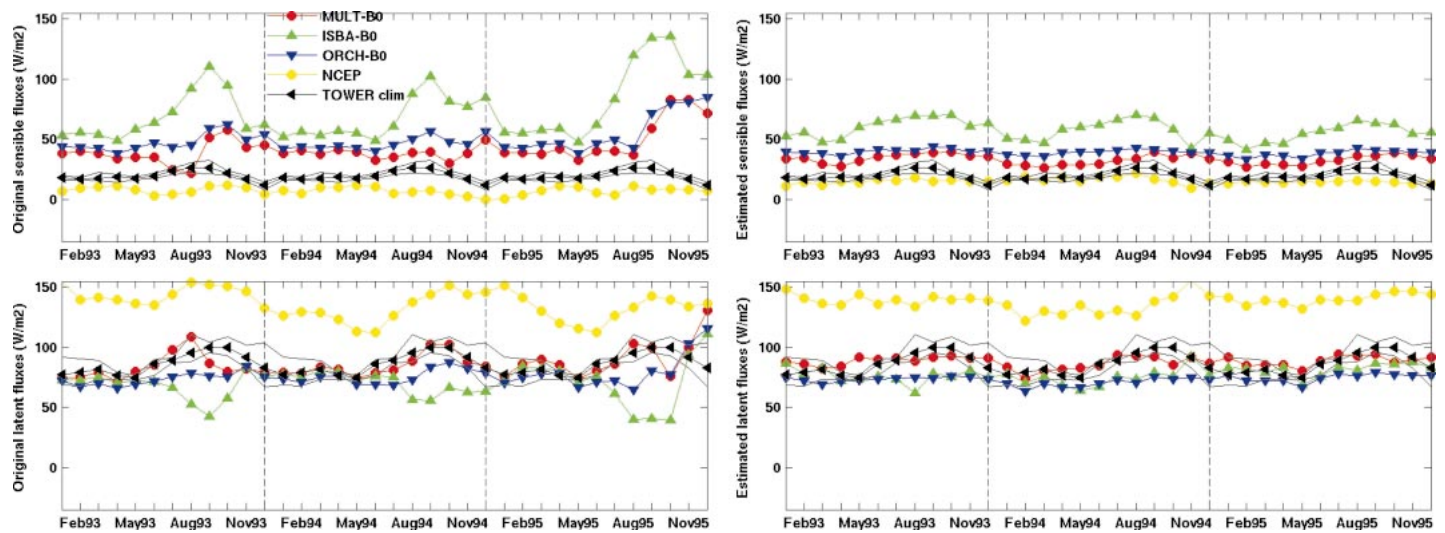 Original sensible fluxes (W/m2)
150
100
50
0
MULT-B0
ISBA-B0
ORCH-B0
NCEP
TOWER clim
Feb93 May93 Aug93 Nov93 Feb94 May94 Aug94 Nov94 Feb95 May95 Aug95 Nov95
Estimated sensible fluxes (W/m2)
150
100
50
0
Feb93 May93 Aug93 Nov93 Feb94 May94 Aug94 Nov94 Feb95 May95 Aug95 Nov95
Original latent fluxes (W/m2)
150
100
50
0
Feb93 May93 Aug93 Nov93 Feb94 May94 Aug94 Nov94 Feb95 May95 Aug95 Nov95
Estimated latent fluxes (W/m2)
150
100
50
0
Feb93 May93 Aug93 Nov93 Feb94 May94 Aug94 Nov94 Feb95 May95 Aug95 Nov95